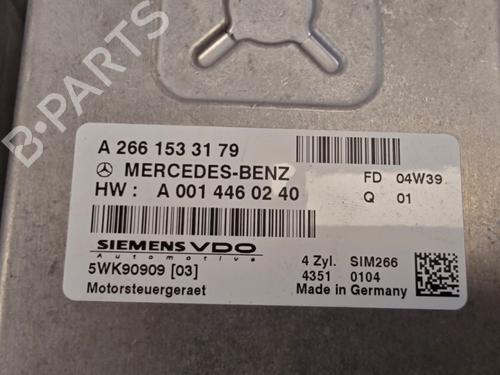 B-PARTS
A 266 153 31 79
MERCEDES-BENZ
HW : A 001 446 02 40
FD 04W39
Q 01
SIEMENS VDO
Automotive
5WK90909 [03]
Motorsteuergeraet
4 Zyl. SIM266
4351 0104
Made in Germany